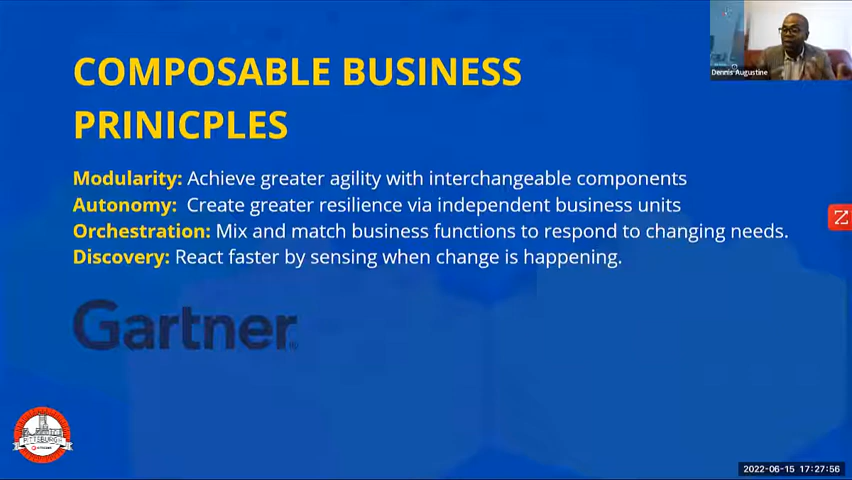 COMPOSABLE BUSINESS
PRINICPLES
Modularity: Achieve greater agility with interchangeable components
Autonomy: Create greater resilience via independent business units
Orchestration: Mix and match business functions to respond to changing needs.
Discovery: React faster by sensing when change is happening.
Gartner
Dennis Augustine
Z
PITTSBURGH
2022-06-15 17:27:56